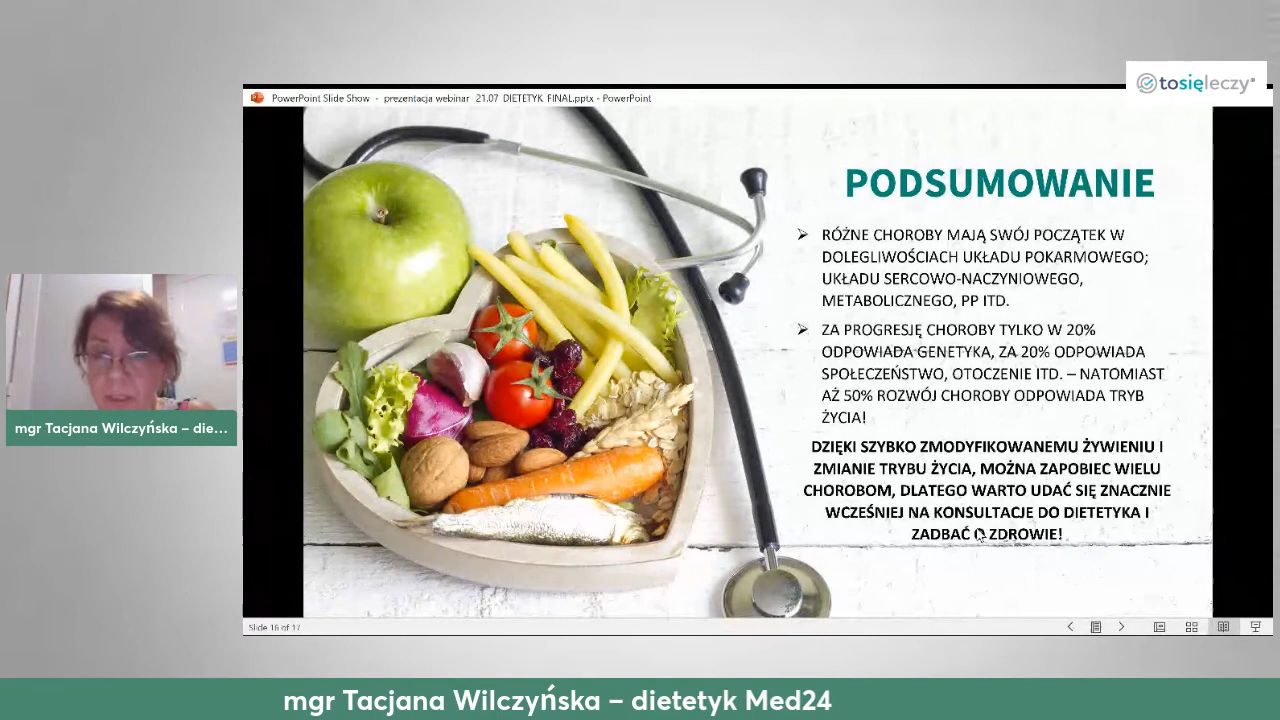 tosięleczy
PowerPoint Slide Show - prezentacja webinar 21.07 DIETETYK FINAL.pptx - PowerPoint
PODSUMOWANIE
➢ RÓŻNE CHOROBY MAJĄ SWÓJ POCZĄTEK W
DOLEGLIWOŚCIACH UKŁADU POKARMOWEGO;
UKŁADU SERCOWO-NACZYNIOWEGO,
METABOLICZNEGO, PP ITD.
➢ ZA PROGRESJĘ CHOROBY TYLKO W 20%
ODPOWIADA GENETYKA, ZA 20% ODPOWIADA
SPOŁECZEŃSTWO, OTOCZENIE ITD. – NATOMIAST
AŻ 50% ROZWÓJ CHOROBY ODPOWIADA TRYB
ŻYCIA!
DZIĘKI SZYBKO ZMODYFIKOWANEMU ŻYWIENIU I
ZMIANIE TRYBU ŻYCIA, MOŻNA ZAPOBIEC WIELU
CHOROBOM, DLATEGO WARTO UDAĆ SIĘ ZNACZNIE
WCZEŚNIEJ NA KONSULTACJE DO DIETETYKA I
ZADBAĆ O ZDROWIE!
mgr Tacjana Wilczyńska – die...
Slide 16 of 17
mgr Tacjana Wilczyńska – dietetyk Med24